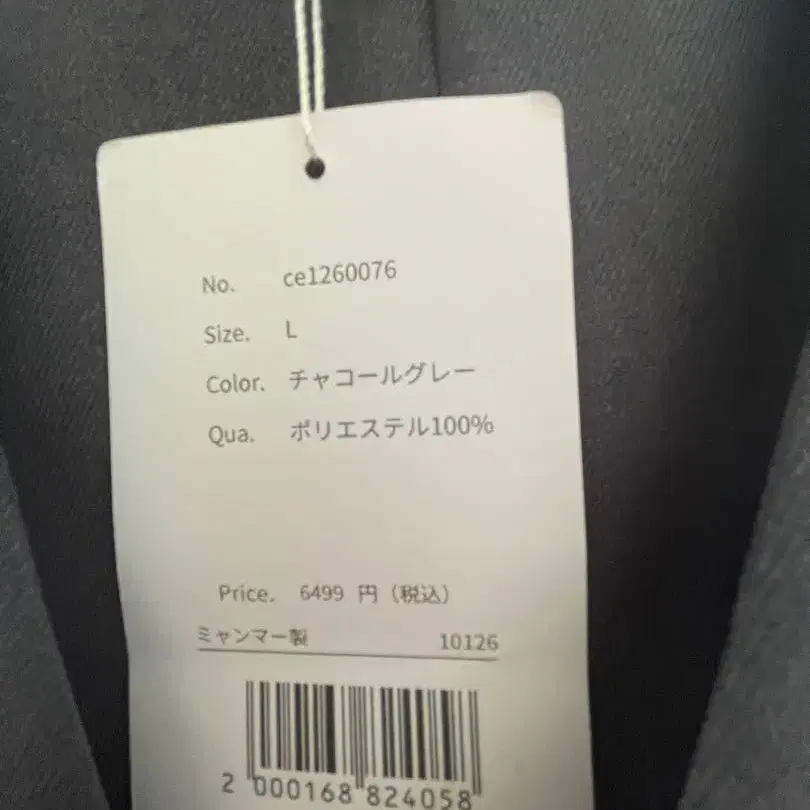 No. ce1260076
Size. L
Color. チャコールグレー
Qua. ポリエステル100%
Price. 6499 円（税込）
ミャンマー製 10126
2 000168 824058